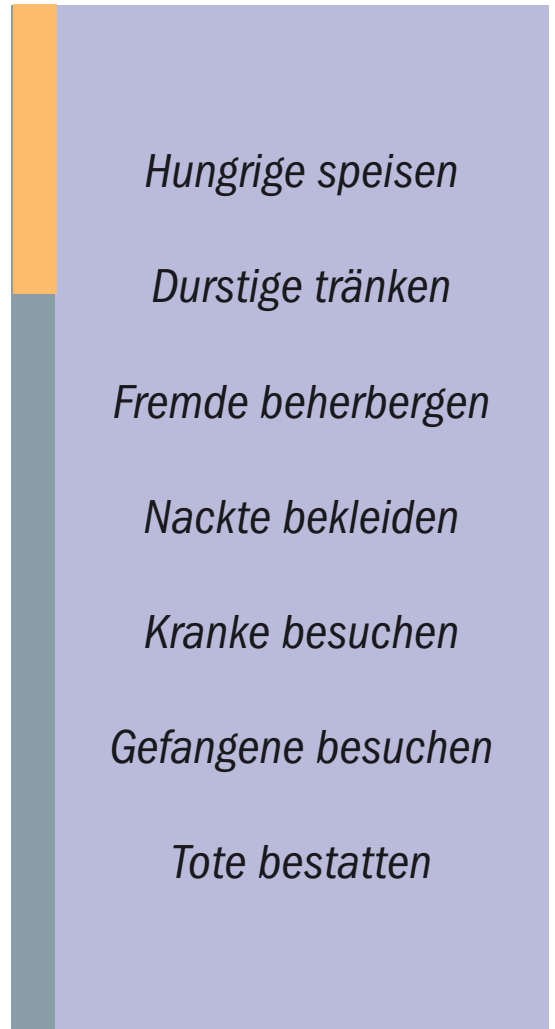 Hungrige speisen
Durstige tränken
Fremde beherbergen
Nackte bekleiden
Kranke besuchen
Gefangene besuchen
Tote bestatten